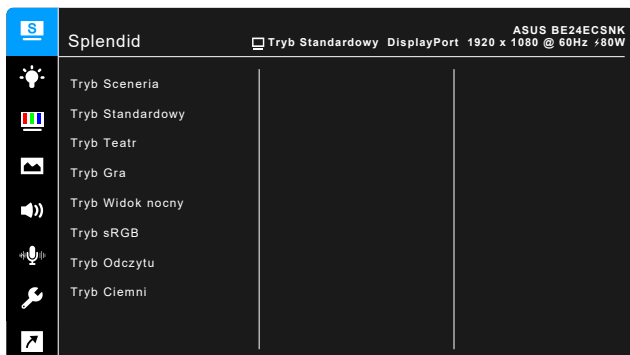 S
ASUS BE24ECSNK
Splendid
Tryb Standardowy DisplayPort 1920 x 1080 @ 60Hz ⚡80W
Tryb Sceneria
Tryb Standardowy
Tryb Teatr
Tryb Gra
Tryb Widok nocny
Tryb sRGB
Tryb Odczytu
Tryb Ciemni